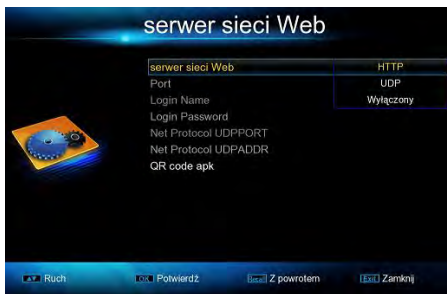 serwer sieci Web
serwer sieci Web HTTP
Port UDP
Login Name Wyłączony
Login Password
Net Protocol UDPPORT
Net Protocol UDPADDR
QR code apk
Ruch OK Potwierdź Recall Z powrotem Exit Zamknij